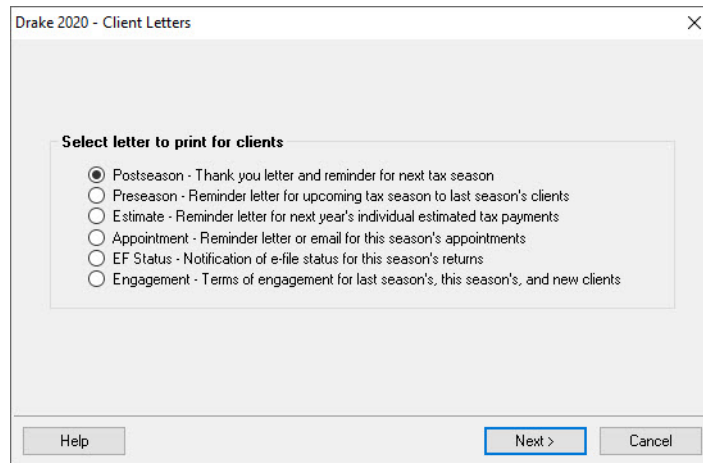 Drake 2020 - Client Letters
Select letter to print for clients
Postseason - Thank you letter and reminder for next tax season
Preseason - Reminder letter for upcoming tax season to last season's clients
Estimate - Reminder letter for next year's individual estimated tax payments
Appointment - Reminder letter or email for this season's appointments
EF Status - Notification of e-file status for this season's returns
Engagement - Terms of engagement for last season's, this season's, and new clients
Help
Next >
Cancel